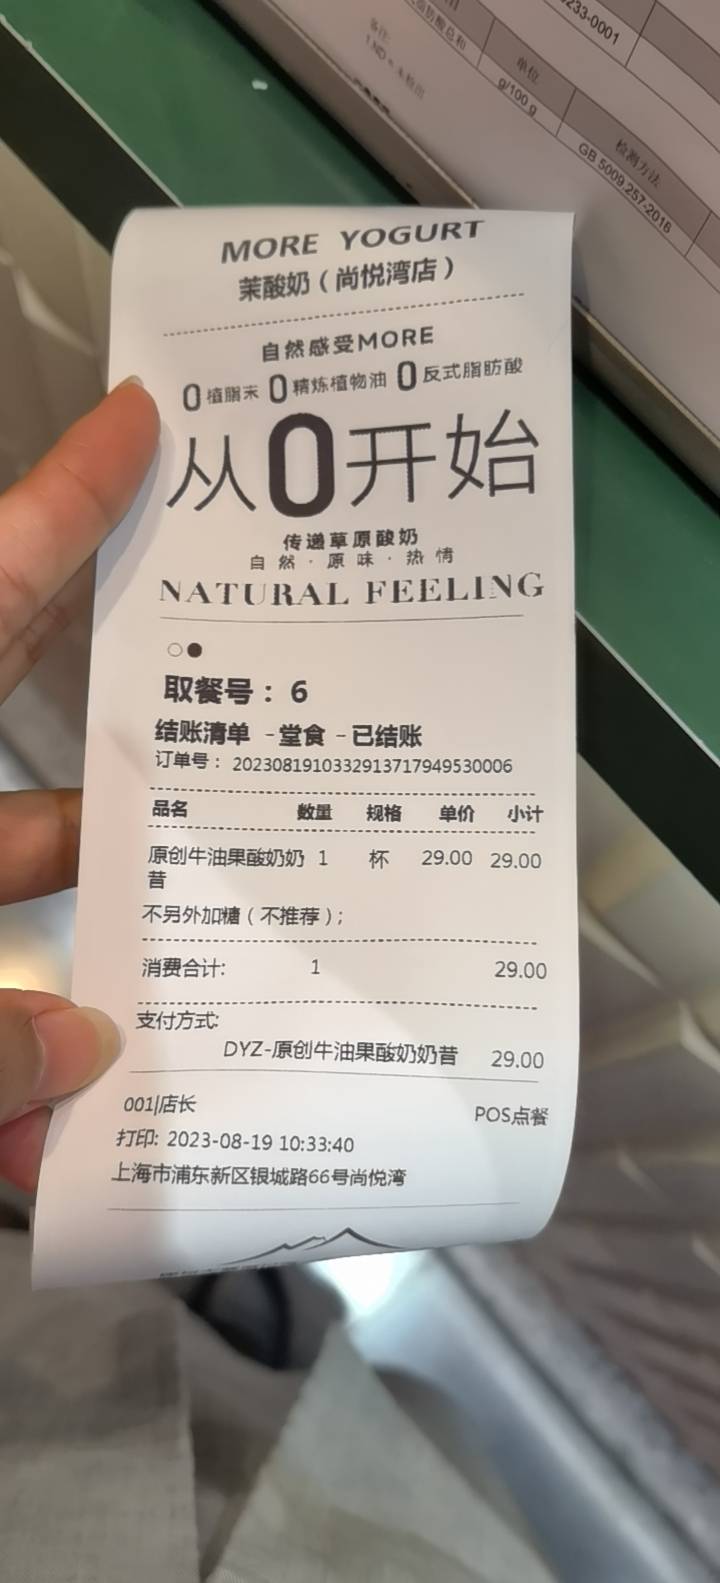 233-0001
单位
g/100 g
检测方法
GB 5009.257-2016
MORE YOGURT
茉酸奶（尚悦湾店）
自然感受MORE
0植脂末 0精炼植物油 0反式脂肪酸
从0开始
传递草原酸奶
自然·原味·热情
NATURAL FEELING
取餐号：6
结账清单 -堂食 -已结账
订单号：2023081910332913717949530006
品名 数量 规格 单价 小计
原创牛油果酸奶奶 1 杯 29.00 29.00
昔
不另外加糖（不推荐）；
消费合计: 1 29.00
支付方式:
DYZ-原创牛油果酸奶奶昔 29.00
001|店长 POS点餐
打印: 2023-08-19 10:33:40
上海市浦东新区银城路66号尚悦湾